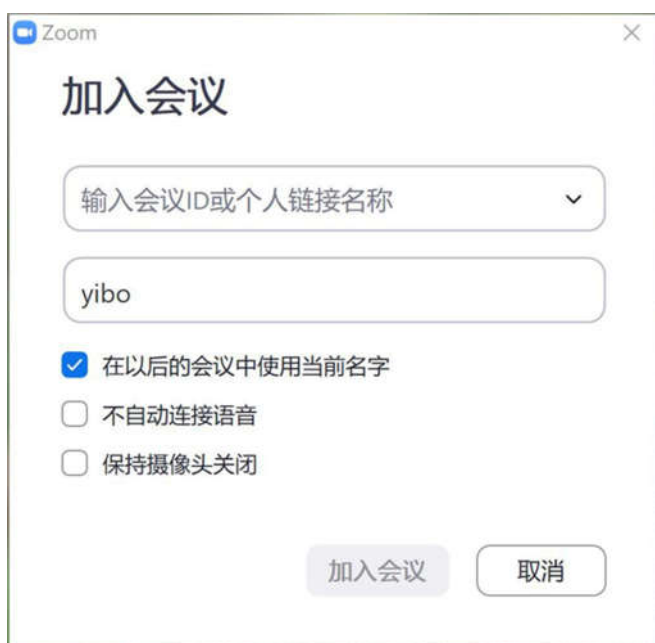 Zoom
加入会议
输入会议ID或个人链接名称
yibo
在以后的会议中使用当前名字
不自动连接语音
保持摄像头关闭
加入会议 取消